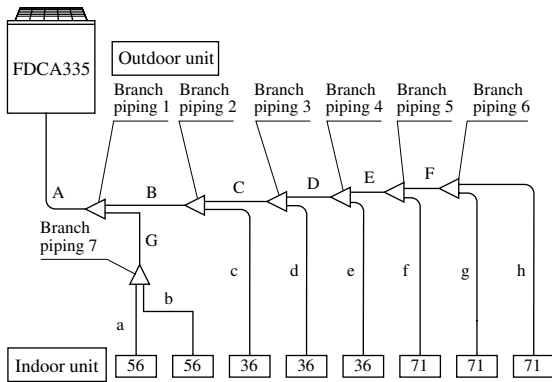 FDCA335
Outdoor unit
Branch piping 1
Branch piping 2
Branch piping 3
Branch piping 4
Branch piping 5
Branch piping 6
A
B
C
D
E
F
Branch piping 7
G
a
b
c
d
e
f
g
h
Indoor unit
56
56
36
36
36
71
71
71